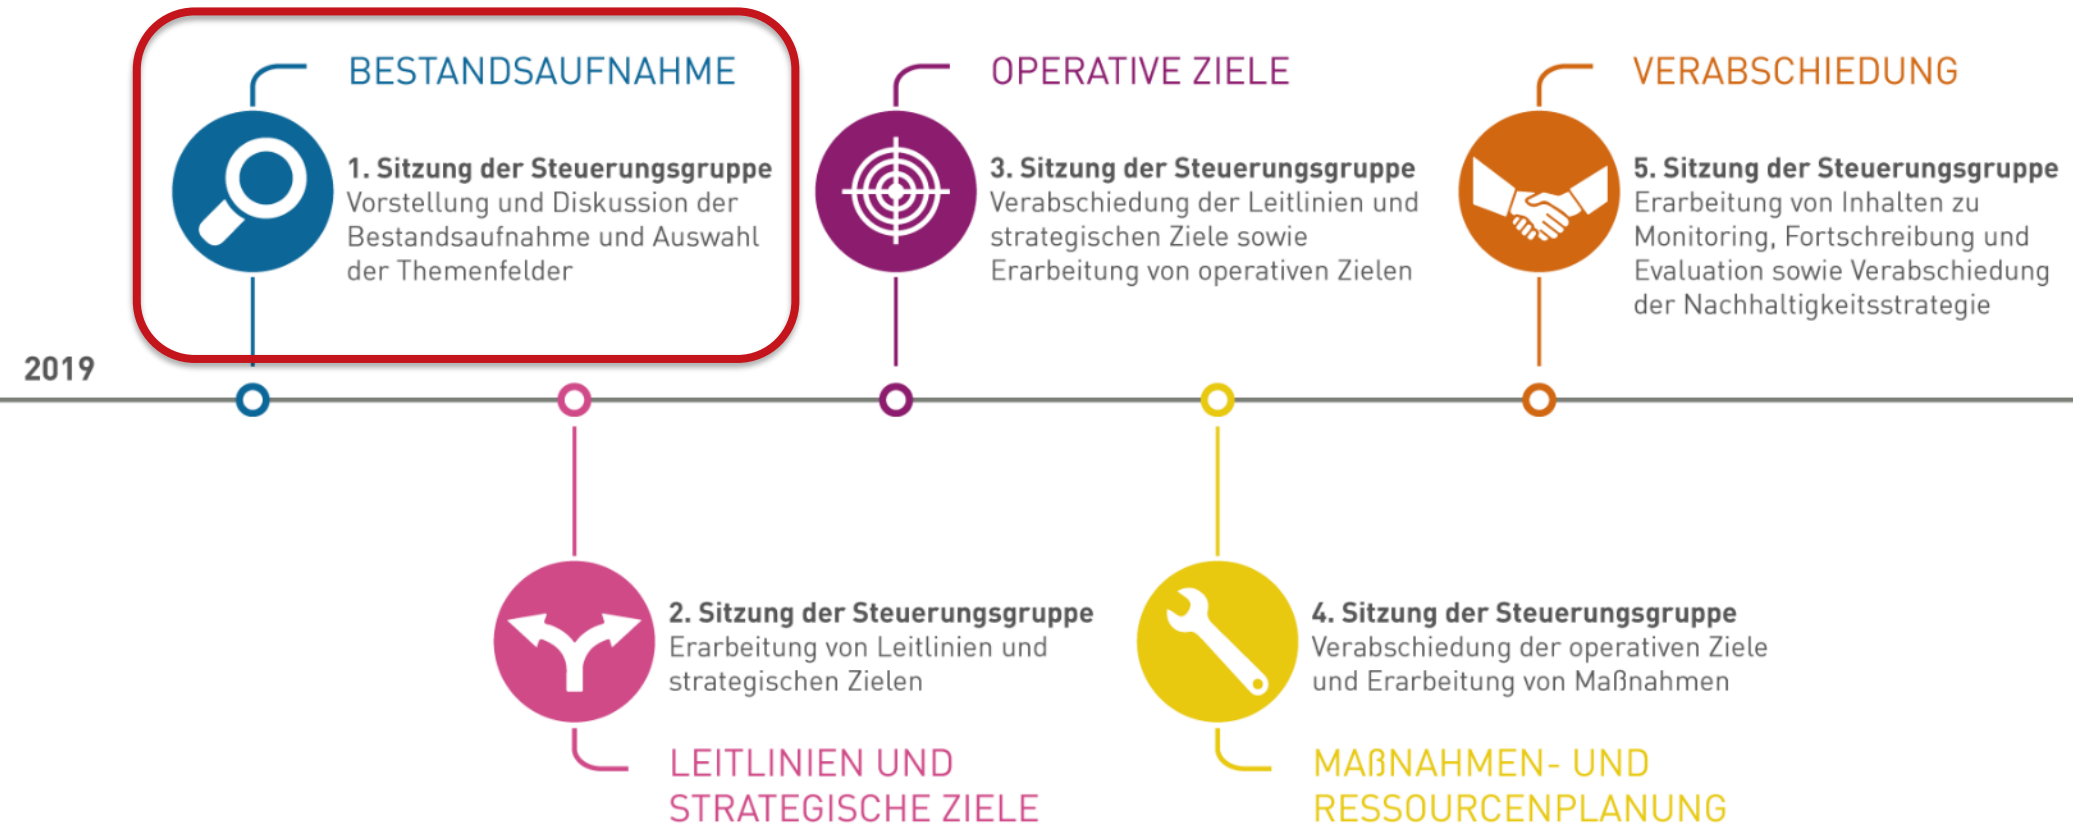 BESTANDSAUFNAHME
1. Sitzung der Steuerungsgruppe
Vorstellung und Diskussion der
Bestandsaufnahme und Auswahl
der Themenfelder
OPERATIVE ZIELE
3. Sitzung der Steuerungsgruppe
Verabschiedung der Leitlinien und
strategischen Ziele sowie
Erarbeitung von operativen Zielen
VERABSCHIEDUNG
5. Sitzung der Steuerungsgruppe
Erarbeitung von Inhalten zu
Monitoring, Fortschreibung und
Evaluation sowie Verabschiedung
der Nachhaltigkeitsstrategie
2019
2. Sitzung der Steuerungsgruppe
Erarbeitung von Leitlinien und
strategischen Zielen
LEITLINIEN UND
STRATEGISCHE ZIELE
4. Sitzung der Steuerungsgruppe
Verabschiedung der operativen Ziele
und Erarbeitung von Maßnahmen
MAßNAHMEN- UND
RESSOURCENPLANUNG